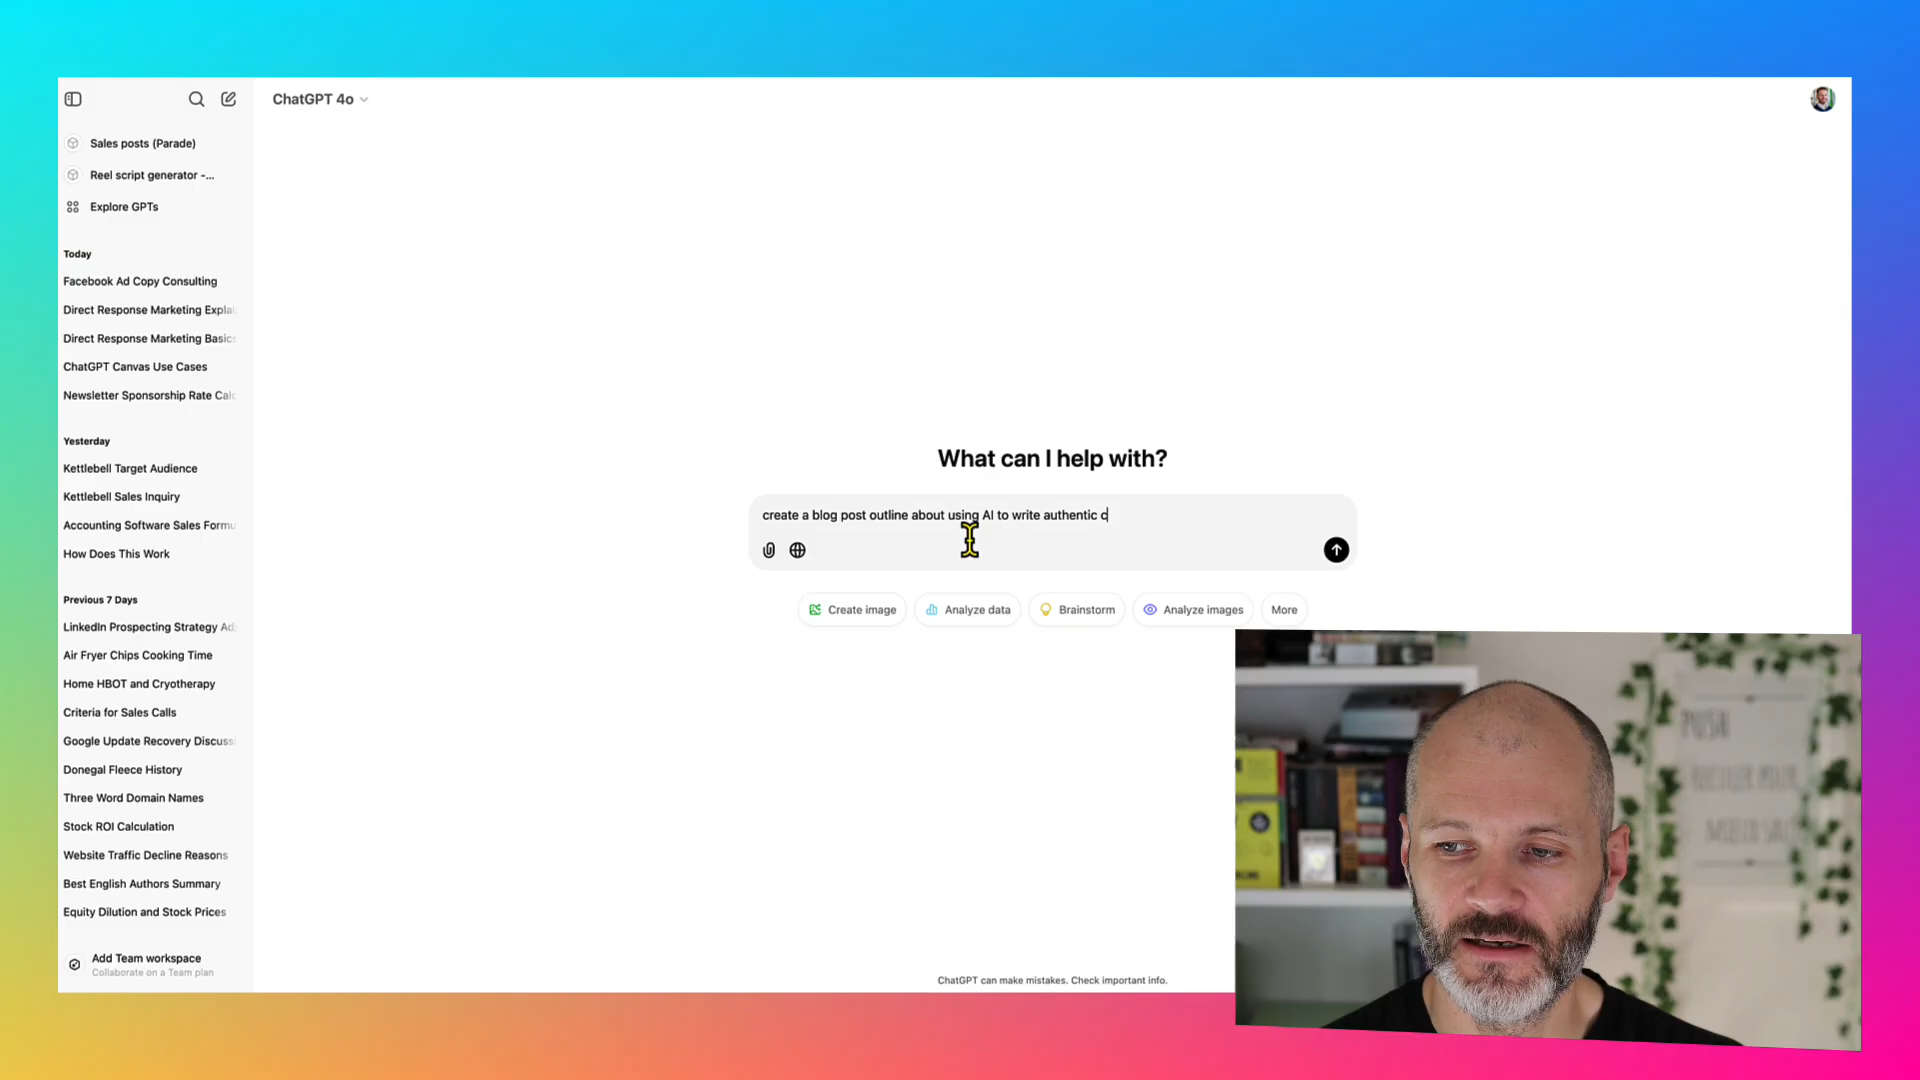 ChatGPT 4o
Sales posts (Parade)
Reel script generator -...
Explore GPTs
Today
Facebook Ad Copy Consulting
Direct Response Marketing Explai
Direct Response Marketing Basics
ChatGPT Canvas Use Cases
Newsletter Sponsorship Rate Calc
Yesterday
Kettlebell Target Audience
Kettlebell Sales Inquiry
Accounting Software Sales Formu
How Does This Work
Previous 7 Days
LinkedIn Prospecting Strategy Ad
Air Fryer Chips Cooking Time
Home HBOT and Cryotherapy
Criteria for Sales Calls
Google Update Recovery Discuss
Donegal Fleece History
Three Word Domain Names
Stock ROI Calculation
Website Traffic Decline Reasons
Best English Authors Summary
Equity Dilution and Stock Prices
Add Team workspace
Collaborate on a Team plan
What can I help with?
create a blog post outline about using AI to write authentic c
Create image
Analyze data
Brainstorm
Analyze images
More
ChatGPT can make mistakes. Check important info.
PUSH